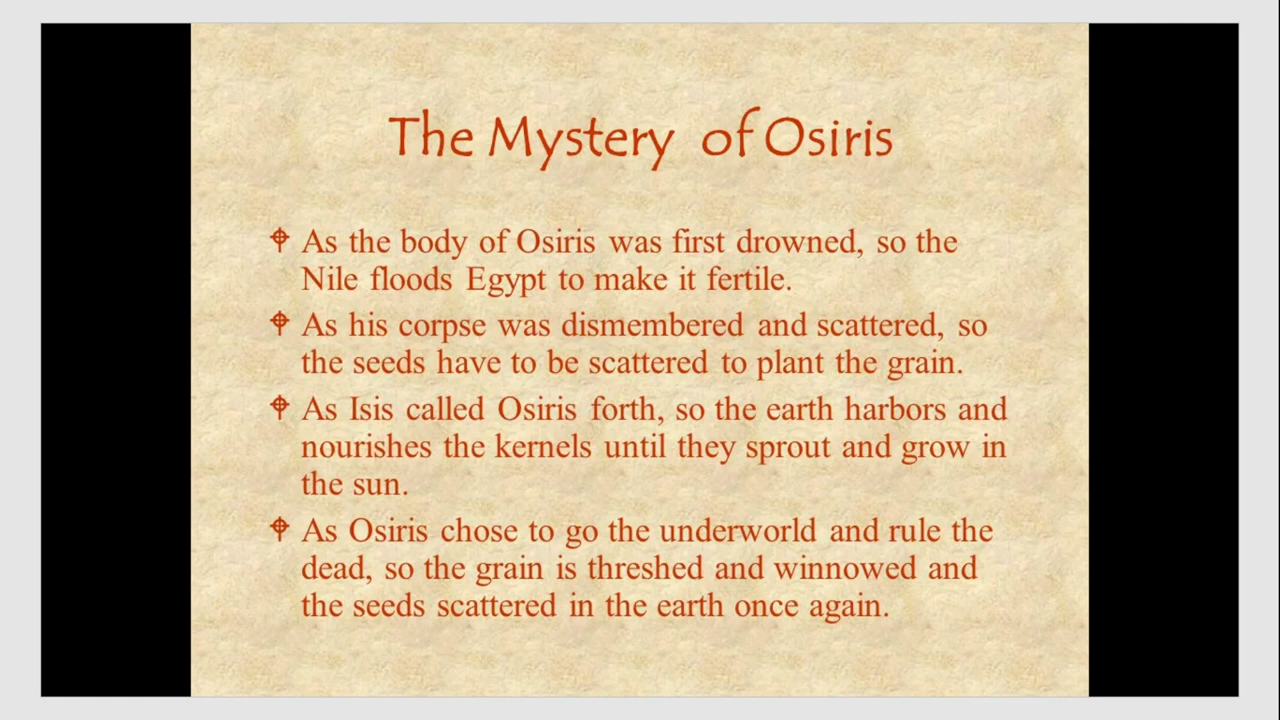 The Mystery of Osiris
As the body of Osiris was first drowned, so the
Nile floods Egypt to make it fertile.
As his corpse was dismembered and scattered, so
the seeds have to be scattered to plant the grain.
As Isis called Osiris forth, so the earth harbors and
nourishes the kernels until they sprout and grow in
the sun.
As Osiris chose to go the underworld and rule the
dead, so the grain is threshed and winnowed and
the seeds scattered in the earth once again.